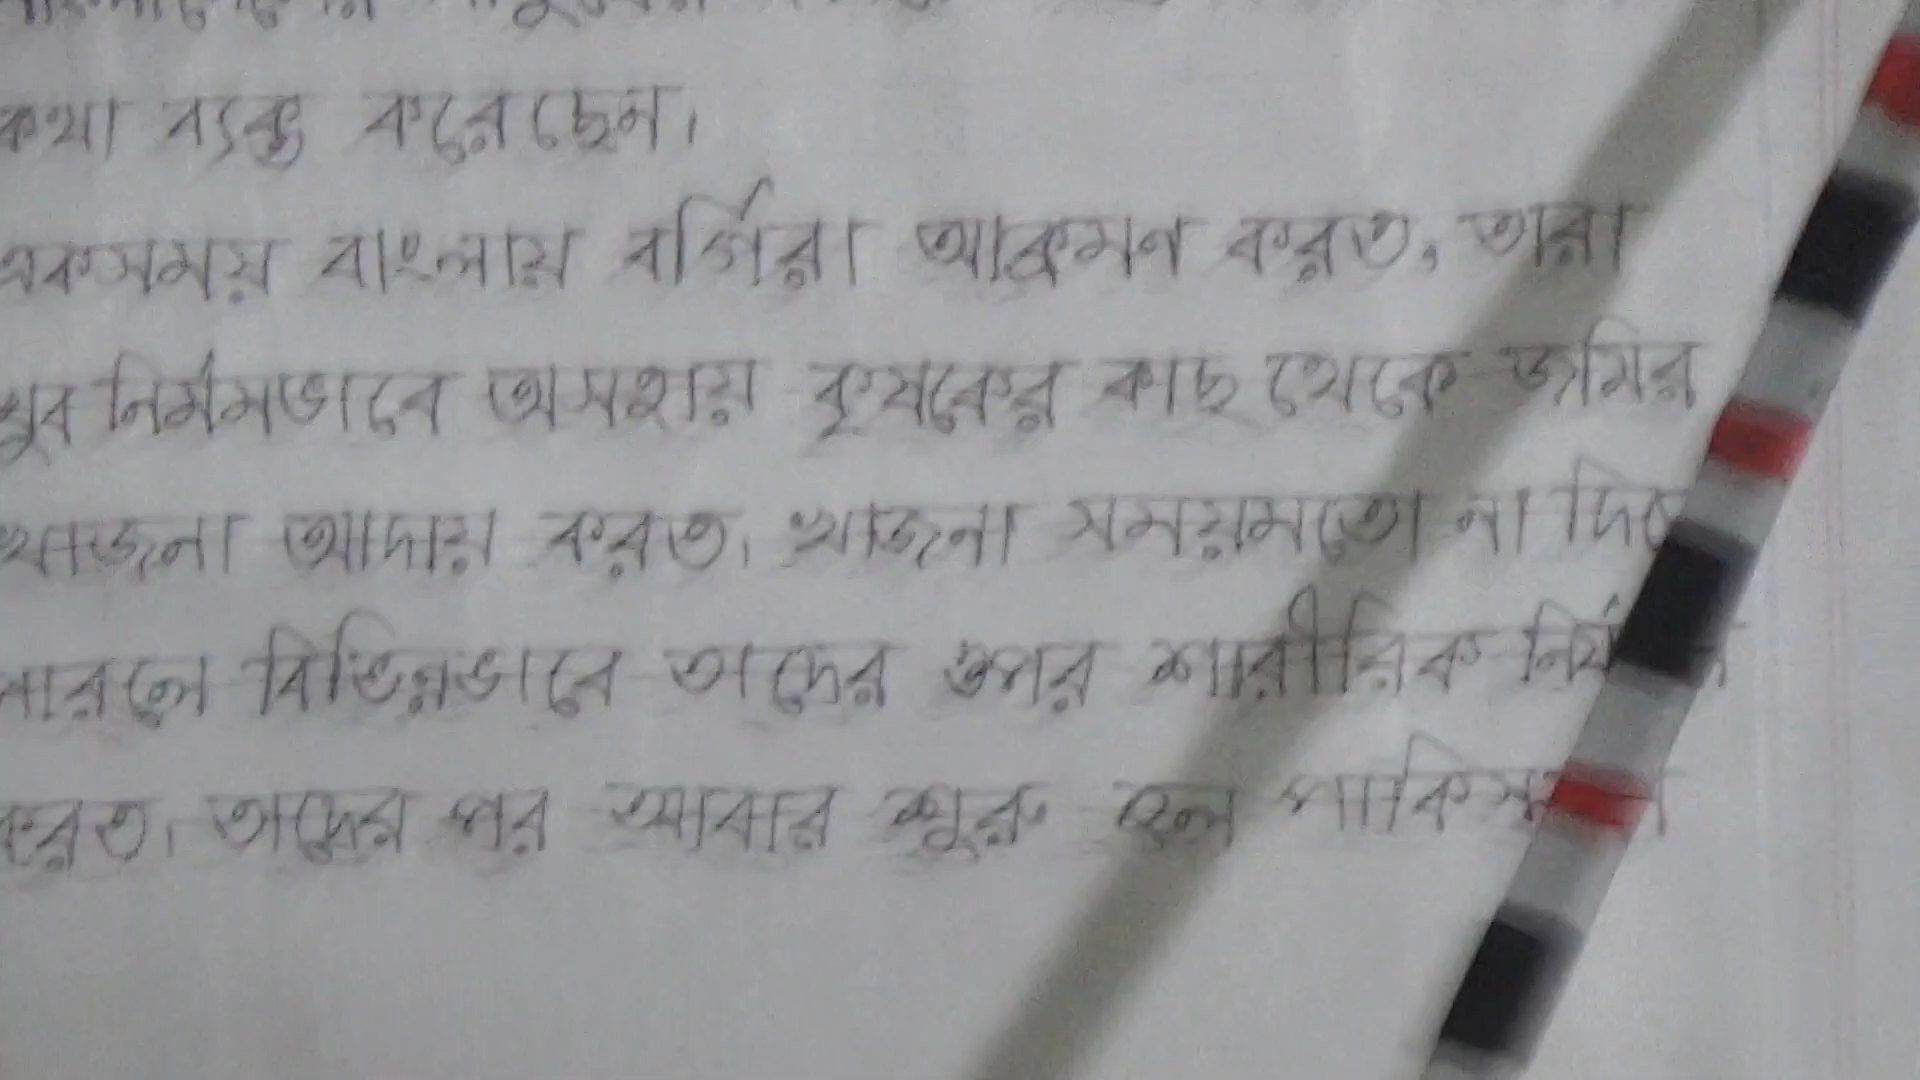 কথা ব্যক্ত করেছেন।
একসময় বাংলায় বর্গিরা আক্রমণ করত, তারা
খুব নির্মমভাবে অসহায় কৃষকের কাছ থেকে জমির
খাজনা আদায় করত। খাজনা সময়মতো না
পারলে বিভিন্নভাবে তাদের ওপর শারীরিক
করত। তাদের পর আবার শুরু হল